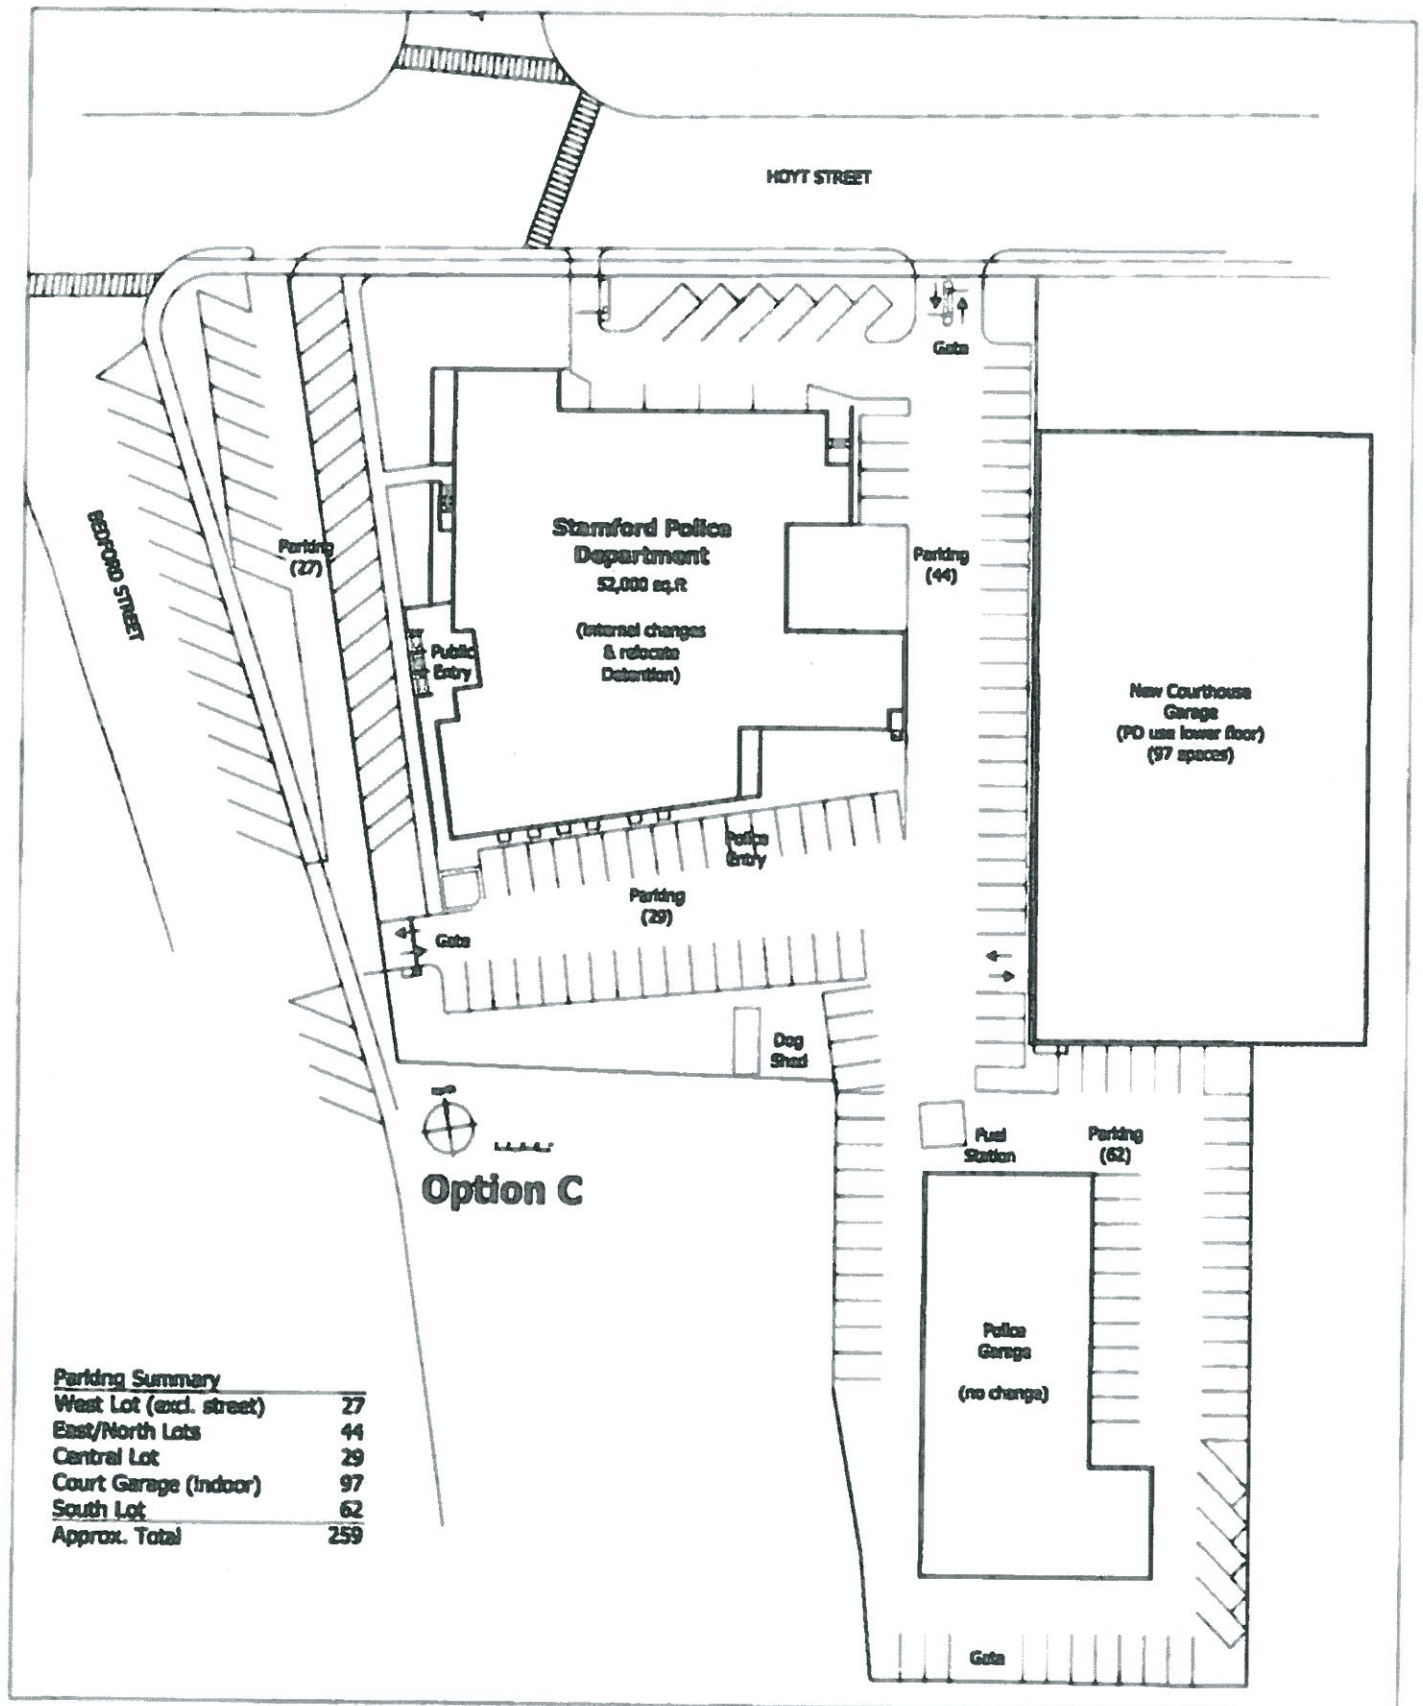 HOYT STREET
Gate
BEDFORD STREET
Parking
(27)
Stamford Police
Department
52,000 sq.ft
(Internal changes
& relocate
Detention)
Parking
(44)
Public
Entry
New Courthouse
Garage
(PD use lower floor)
(97 spaces)
Police
Entry
Parking
(29)
Gate
Dog
Shed
Fuel
Station
Parking
(62)
Option C
Police
Garage
(no change)
Parking Summary
West Lot (excl. street) 27
East/North Lots 44
Central Lot 29
Court Garage (indoor) 97
South Lot 62
Approx. Total 259
Gate